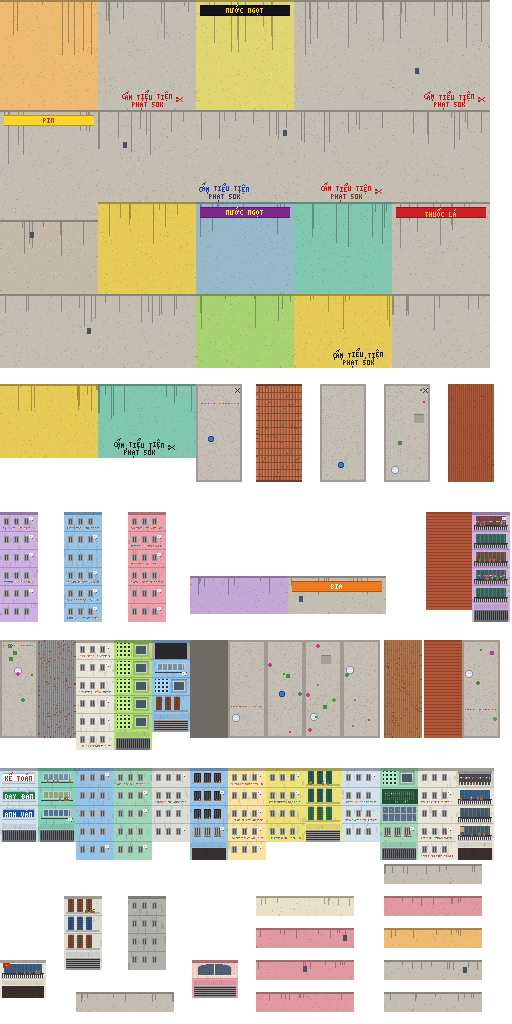 NƯỚC NGỌT
CẤM TIỂU TIỆN
PHẠT 50K
CẤM TIỂU TIỆN
PHẠT 50K
PIN
CẤM TIỂU TIỆN
PHẠT 50K
CẤM TIỂU TIỆN
PHẠT 50K
NƯỚC NGỌT
THUỐC LÁ
CẤM TIỂU TIỆN
PHẠT 50K
CẤM TIỂU TIỆN
PHẠT 50K
BIA
KẾ TOÁN
DẠY ĐÀN
ANH VĂN